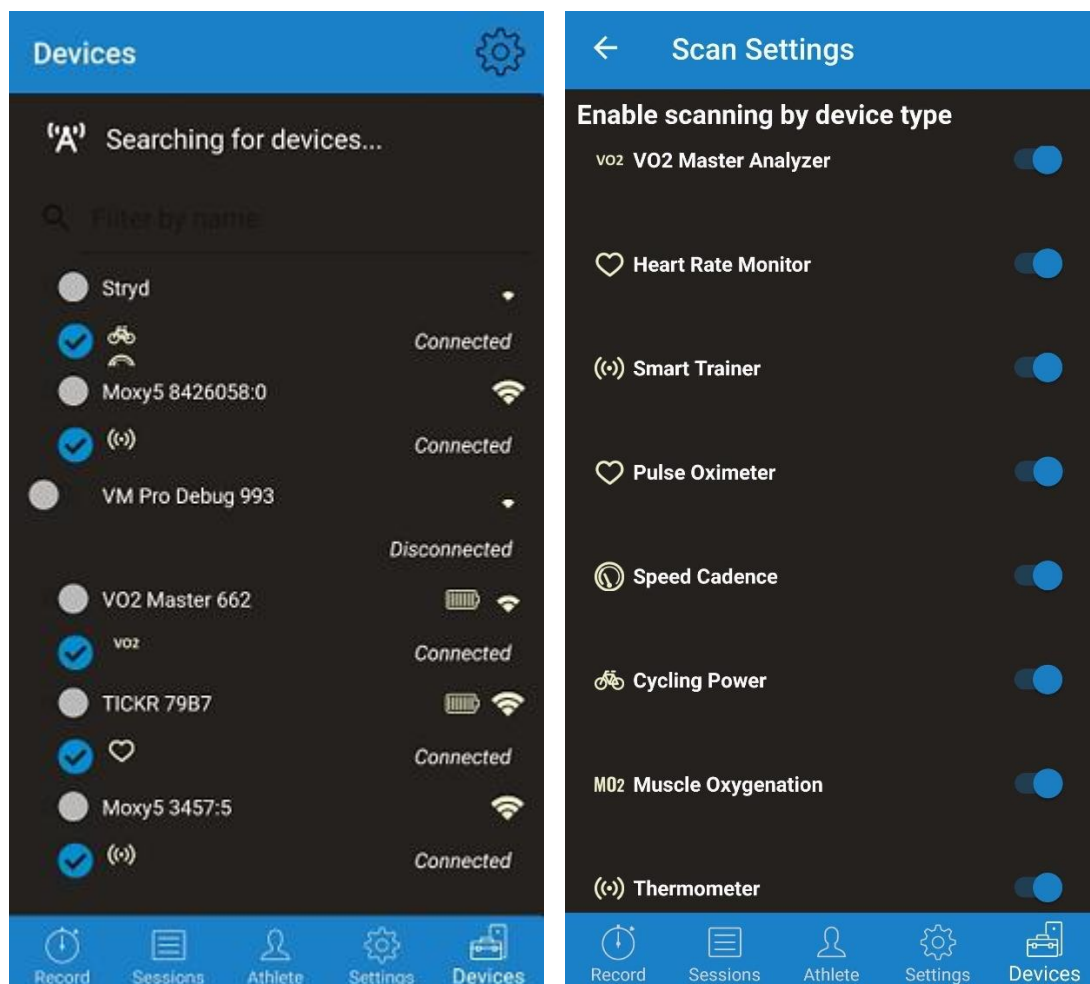 Devices
Searching for devices...
Filter by name
Stryd
Connected
Moxy5 8426058:0
Connected
VM Pro Debug 993
Disconnected
VO2 Master 662
VO2
Connected
TICKR 79B7
Connected
Moxy5 3457:5
Connected
Record Sessions Athlete Settings Devices
Scan Settings
Enable scanning by device type
VO2 VO2 Master Analyzer
Heart Rate Monitor
Smart Trainer
Pulse Oximeter
Speed Cadence
Cycling Power
MO2 Muscle Oxygenation
Thermometer
Record Sessions Athlete Settings Devices